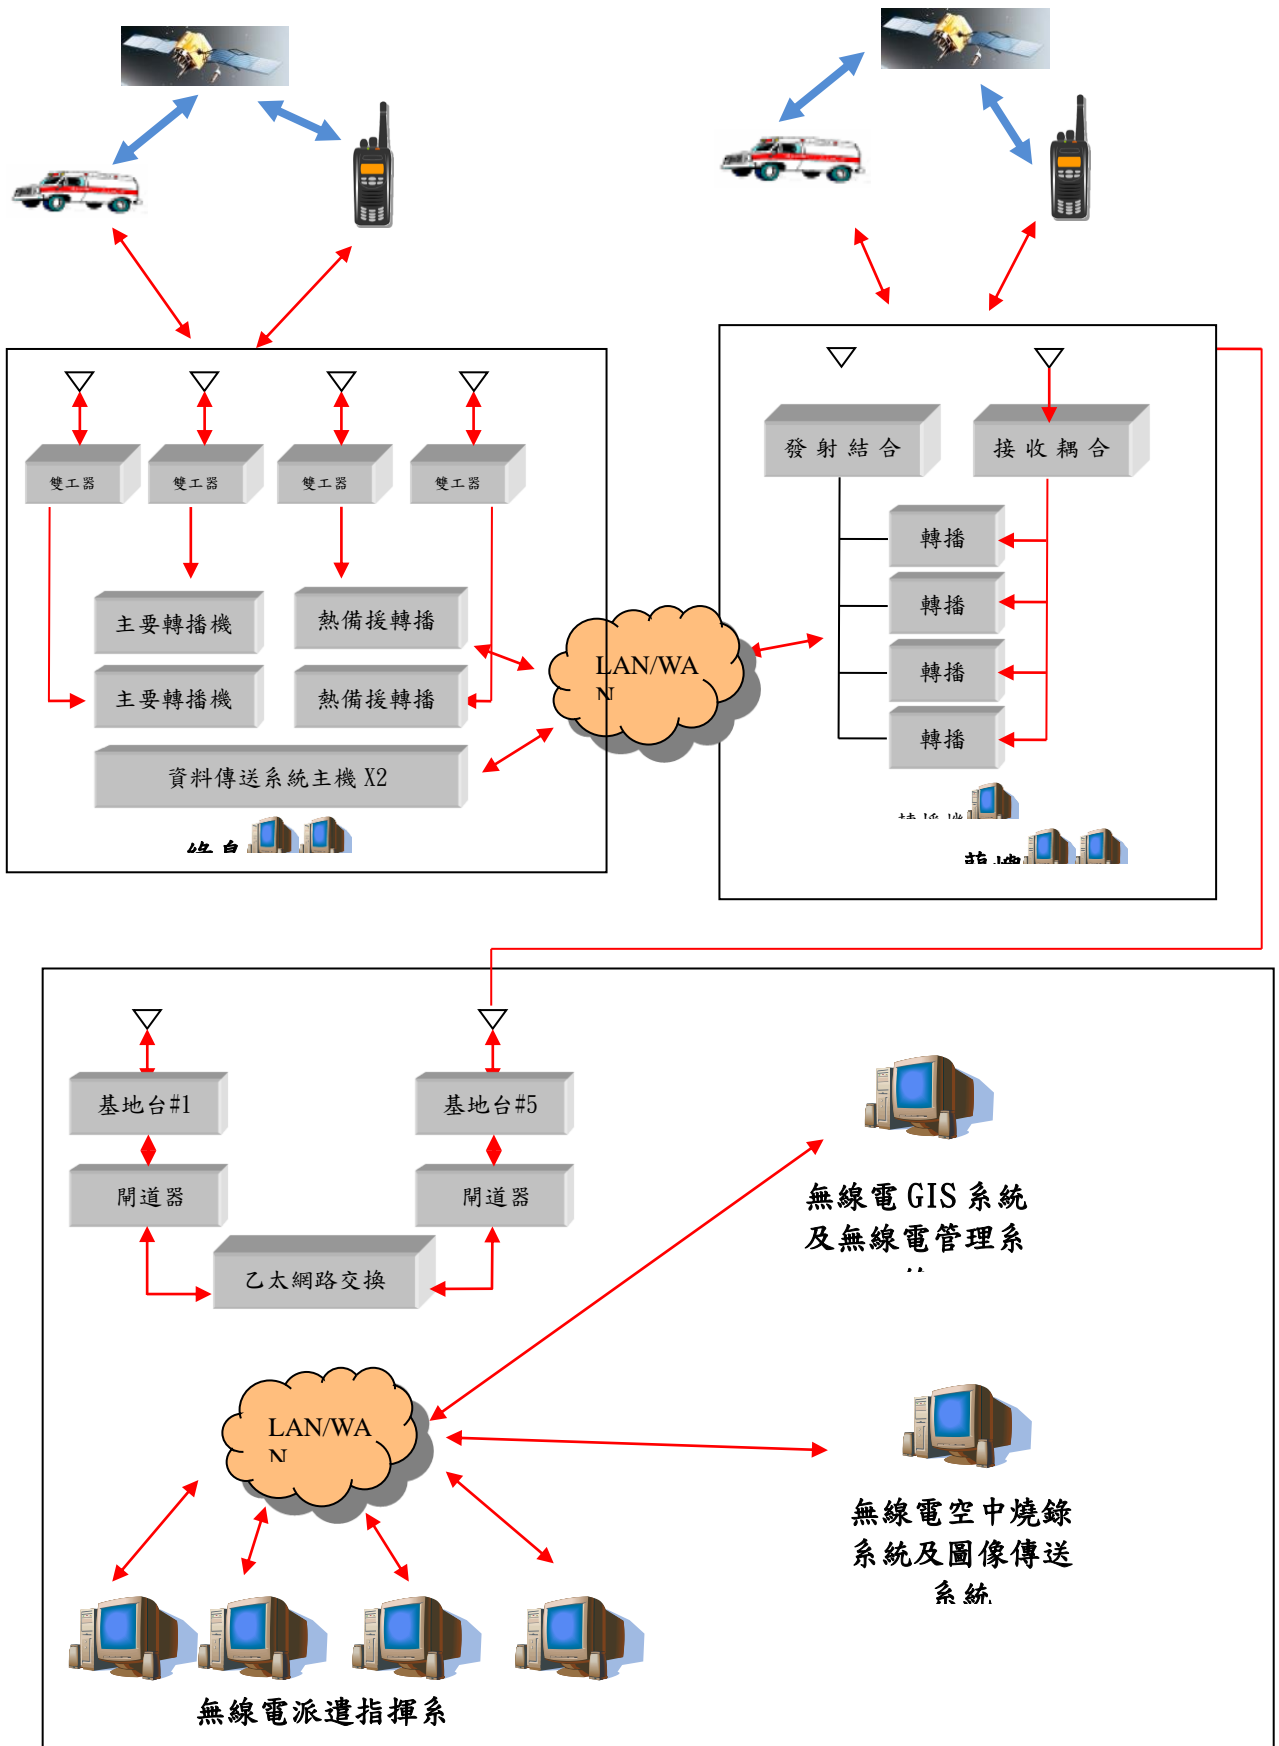 雙工器
雙工器
雙工器
雙工器
主要轉播機
熱備援轉播
主要轉播機
熱備援轉播
資料傳送系統主機 X2
LAN/WA
N
發射結合
接收耦合
轉播
轉播
轉播
轉播
轉播機
基地台#1
基地台#5
閘道器
閘道器
乙太網路交換
LAN/WA
N
無線電 GIS 系統
及無線電管理系
無線電空中燒錄
系統及圖像傳送
系統
無線電派遣指揮系